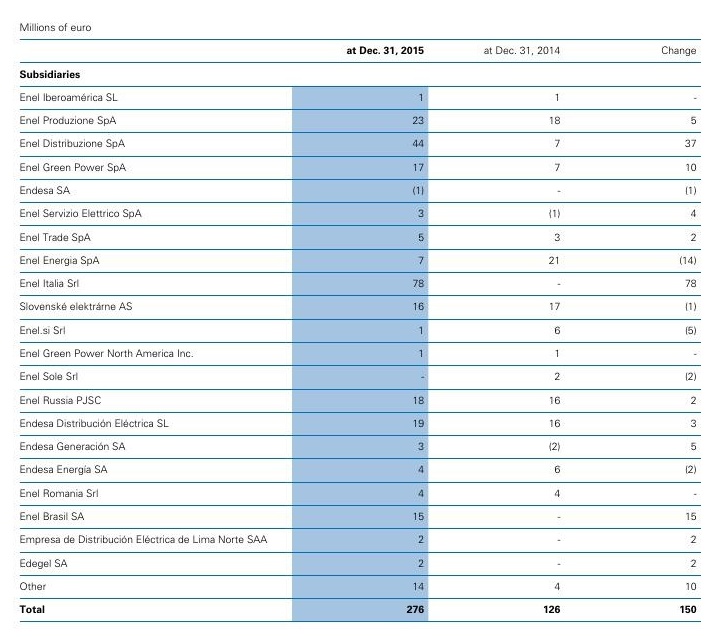 Millions of euro
at Dec. 31, 2015 at Dec. 31, 2014 Change
Subsidiaries
Enel Iberoamérica SL 1 1 -
Enel Produzione SpA 23 18 5
Enel Distribuzione SpA 44 7 37
Enel Green Power SpA 17 7 10
Endesa SA (1) - (1)
Enel Servizio Elettrico SpA 3 (1) 4
Enel Trade SpA 5 3 2
Enel Energia SpA 7 21 (14)
Enel Italia Srl 78 - 78
Slovenské elektrárne AS 16 17 (1)
Enel.si Srl 1 6 (5)
Enel Green Power North America Inc. 1 1 -
Enel Sole Srl - 2 (2)
Enel Russia PJSC 18 16 2
Endesa Distribución Eléctrica SL 19 16 3
Endesa Generación SA 3 (2) 5
Endesa Energía SA 4 6 (2)
Enel Romania Srl 4 4 -
Enel Brasil SA 15 - 15
Empresa de Distribución Eléctrica de Lima Norte SAA 2 - 2
Edegel SA 2 - 2
Other 14 4 10
Total 276 126 150